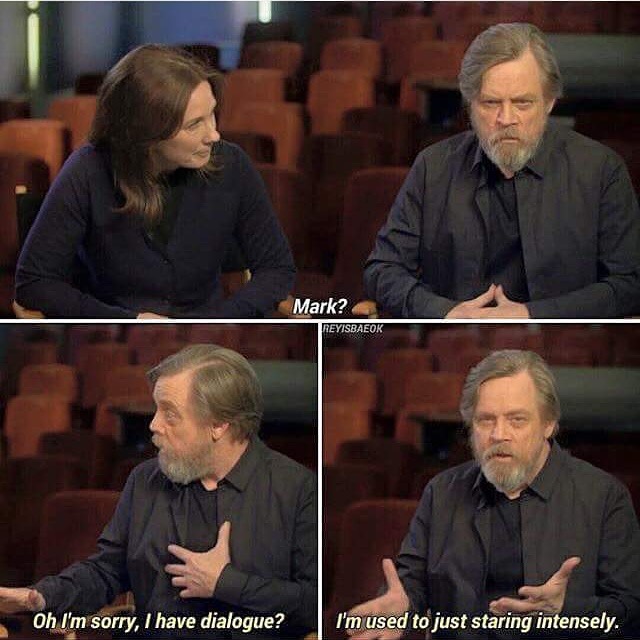 Mark?
REYISBAEOK
Oh I'm sorry, I have dialogue?
I'm used to just staring intensely.